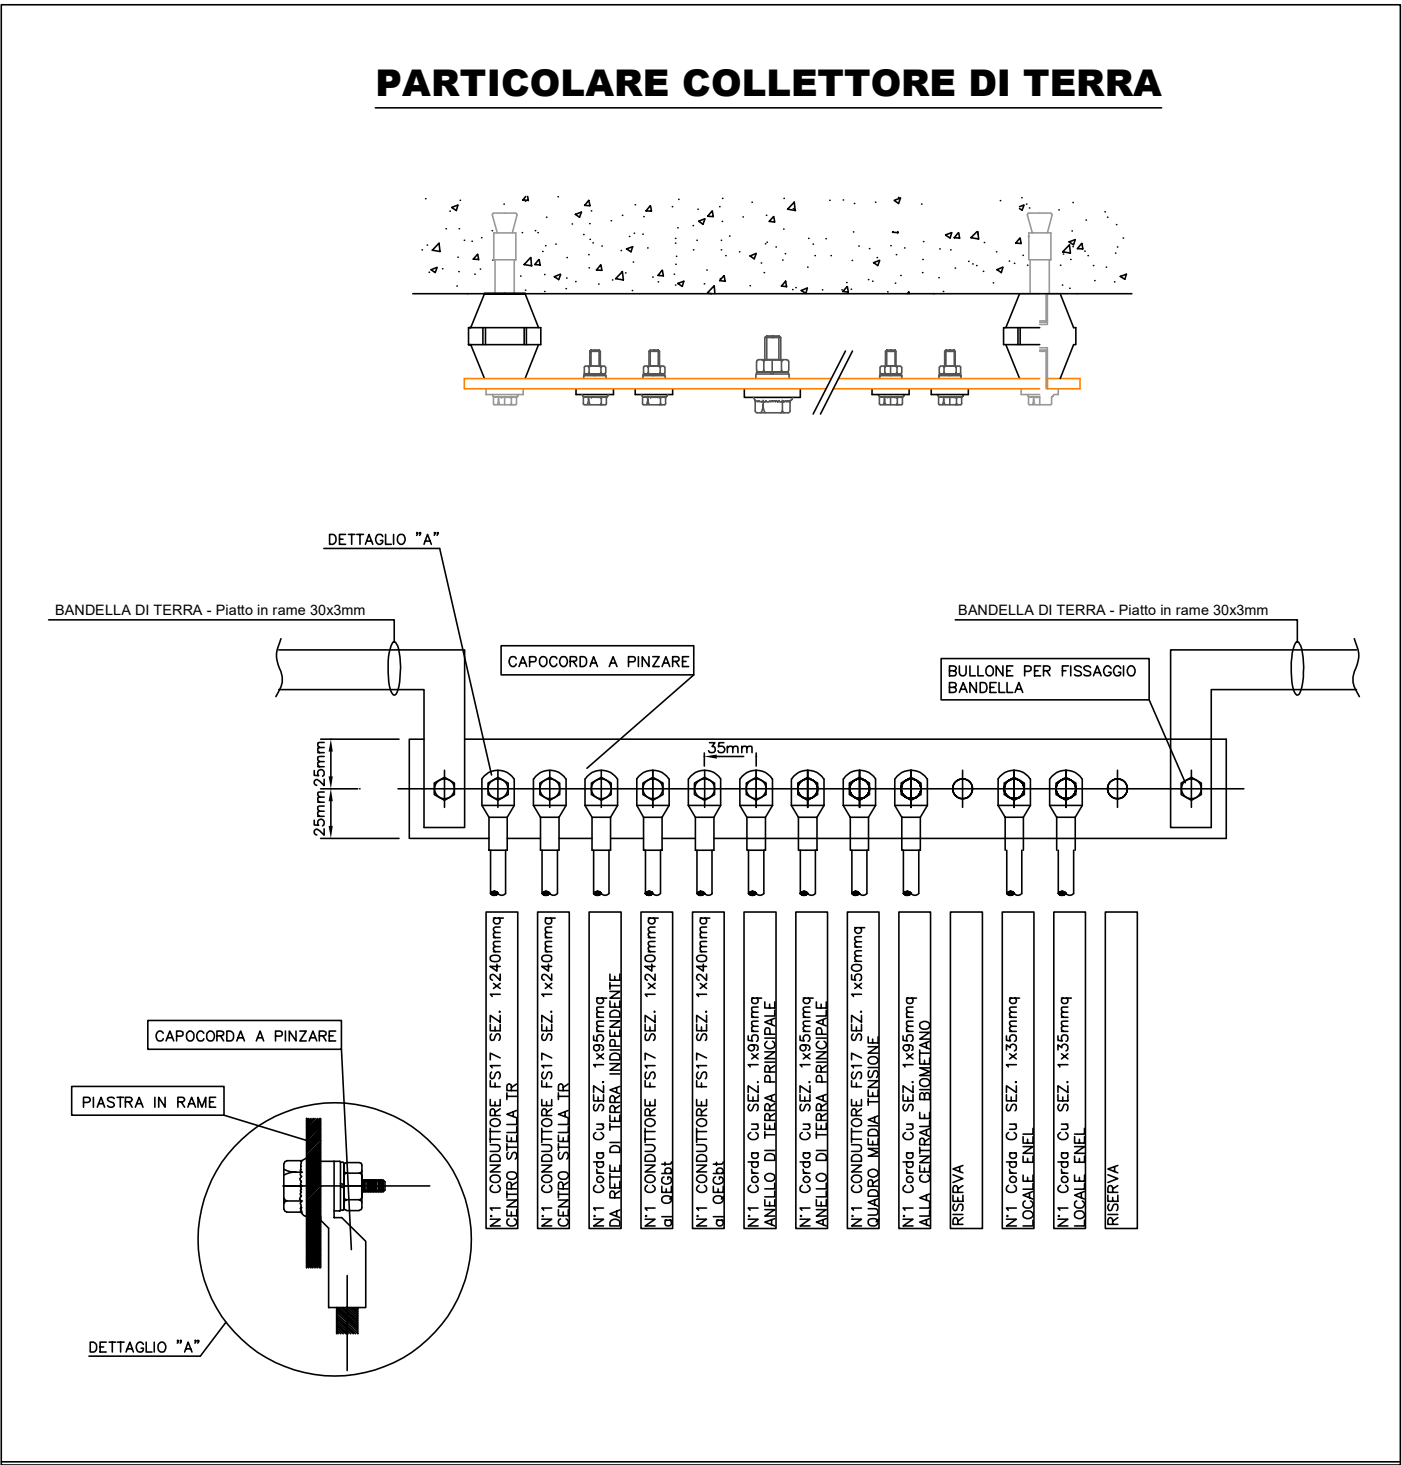 PARTICOLARE COLLETTORE DI TERRA
DETTAGLIO "A"
BANDELLA DI TERRA - Piatto in rame 30x3mm
BANDELLA DI TERRA - Piatto in rame 30x3mm
CAPOCORDA A PINZARE
BULLONE PER FISSAGGIO
BANDELLA
25mm
25mm
35mm
N°1 CONDUTTORE FS17 SEZ. 1x240mmq
CENTRO STELLA TR
N°1 CONDUTTORE FS17 SEZ. 1x240mmq
CENTRO STELLA TR
N°1 Corda Cu SEZ. 1x95mmq
DA RETE DI TERRA INDIPENDENTE
N°1 CONDUTTORE FS17 SEZ. 1x240mmq
al QEGbt
N°1 CONDUTTORE FS17 SEZ. 1x240mmq
al QEGbt
N°1 Corda Cu SEZ. 1x95mmq
ANELLO DI TERRA PRINCIPALE
N°1 Corda Cu SEZ. 1x95mmq
ANELLO DI TERRA PRINCIPALE
N°1 CONDUTTORE FS17 SEZ. 1x50mmq
QUADRO MEDIA TENSIONE
N°1 Corda Cu SEZ. 1x95mmq
ALLA CENTRALE BIOMETANO
RISERVA
N°1 Corda Cu SEZ. 1x35mmq
LOCALE ENEL
N°1 Corda Cu SEZ. 1x35mmq
LOCALE ENEL
RISERVA
CAPOCORDA A PINZARE
PIASTRA IN RAME
DETTAGLIO "A"